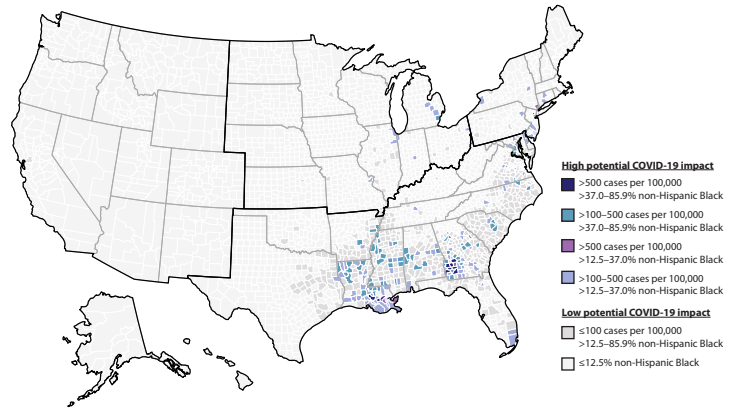 High potential COVID-19 impact
>500 cases per 100,000
>37.0–85.9% non-Hispanic Black
>100–500 cases per 100,000
>37.0–85.9% non-Hispanic Black
>500 cases per 100,000
>12.5–37.0% non-Hispanic Black
>100–500 cases per 100,000
>12.5–37.0% non-Hispanic Black
Low potential COVID-19 impact
≤100 cases per 100,000
>12.5–85.9% non-Hispanic Black
≤12.5% non-Hispanic Black